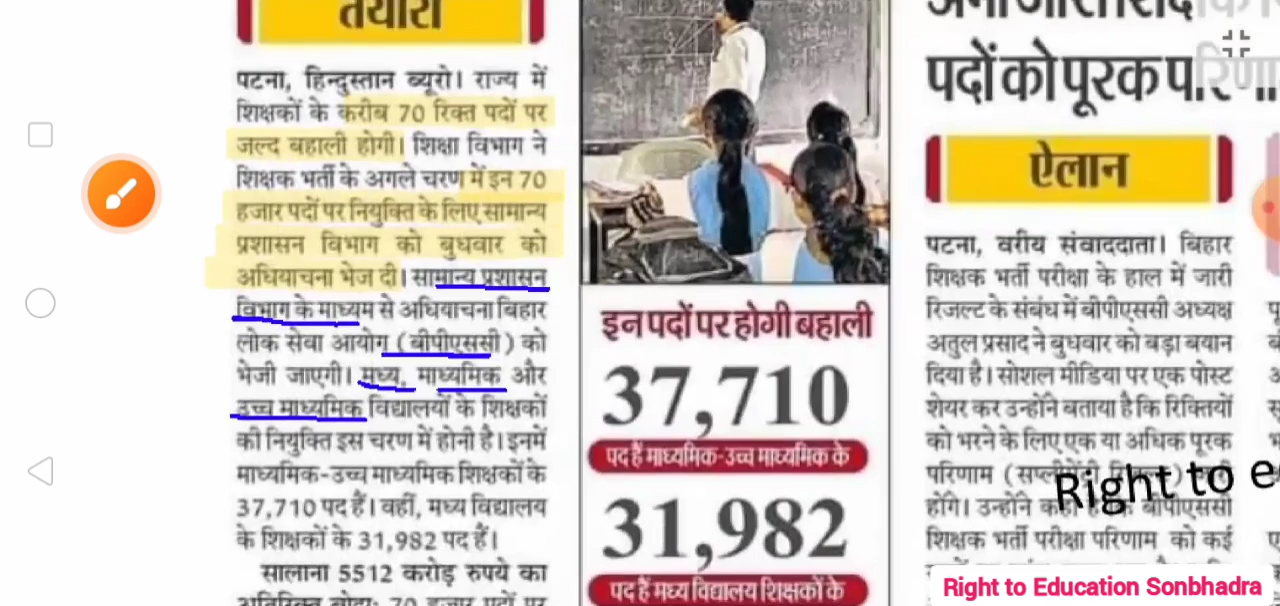 तैयारी
पटना, हिन्दुस्तान ब्यूरो। राज्य में
शिक्षकों के करीब 70 रिक्त पदों पर
जल्द बहाली होगी। शिक्षा विभाग ने
शिक्षक भर्ती के अगले चरण में इन 70
हजार पदों पर नियुक्ति के लिए सामान्य
प्रशासन विभाग को बुधवार को
अधियाचना भेज दी। सामान्य प्रशासन
विभाग के माध्यम से अधियाचना बिहार
लोक सेवा आयोग (बीपीएससी) को
भेजी जाएगी। मध्य, माध्यमिक और
उच्च माध्यमिक विद्यालयों के शिक्षकों
की नियुक्ति इस चरण में होनी है। इनमें
माध्यमिक-उच्च माध्यमिक शिक्षकों के
37,710 पद हैं। वहीं, मध्य विद्यालय
के शिक्षकों के 31,982 पद हैं।
सालाना 5512 करोड़ रुपये का
इन पदों पर होगी बहाली
37,710
पद हैं माध्यमिक-उच्च माध्यमिक के
31,982
पद हैं मध्य विद्यालय शिक्षकों के
पदों को पूरक
ऐलान
पटना, वरीय संवाददाता। बिहार
शिक्षक भर्ती परीक्षा के हाल में जारी
रिजल्ट के संबंध में बीपीएससी अध्यक्ष
अतुल प्रसाद ने बुधवार को बड़ा बयान
दिया है। सोशल मीडिया पर एक पोस्ट
शेयर कर उन्होंने बताया है कि रिक्तियों
को भरने के लिए एक या अधिक पूरक
परिणाम
होंगे। उन्होंने कहा है कि बीपीएससी
शिक्षक भर्ती परीक्षा परिणाम को कई
Right to e
Right to Education Sonbhadra